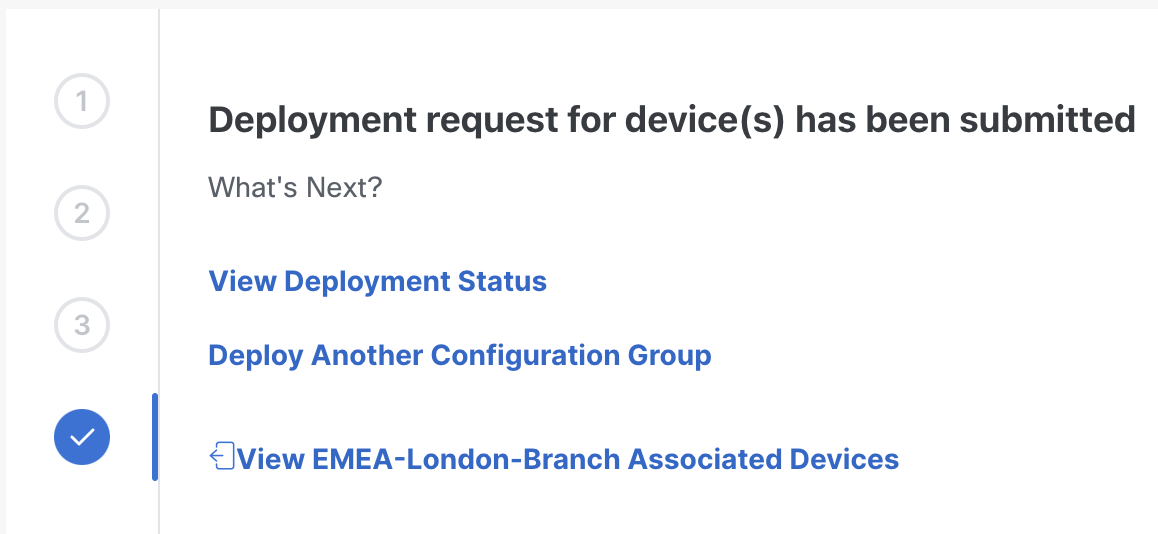 1
Deployment request for device(s) has been submitted
What's Next?
2
View Deployment Status
3
Deploy Another Configuration Group
View EMEA-London-Branch Associated Devices